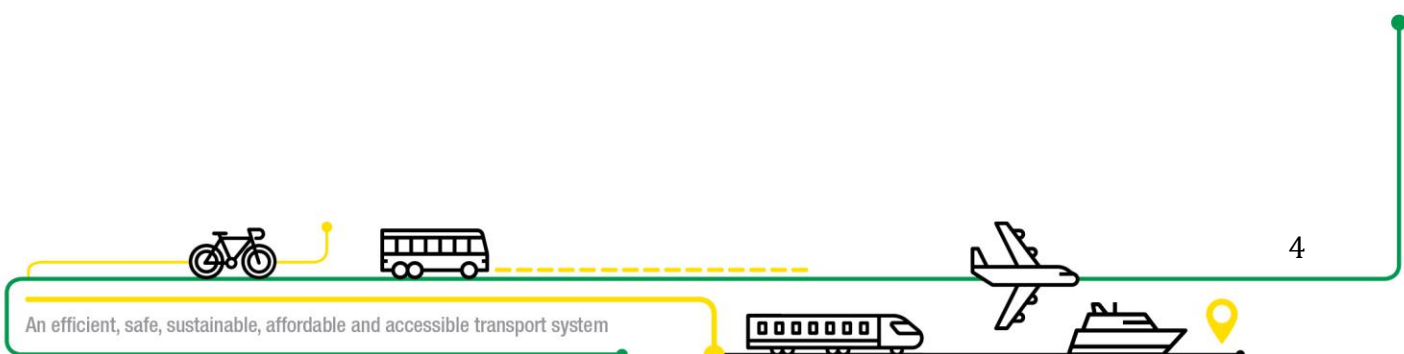 4
An efficient, safe, sustainable, affordable and accessible transport system